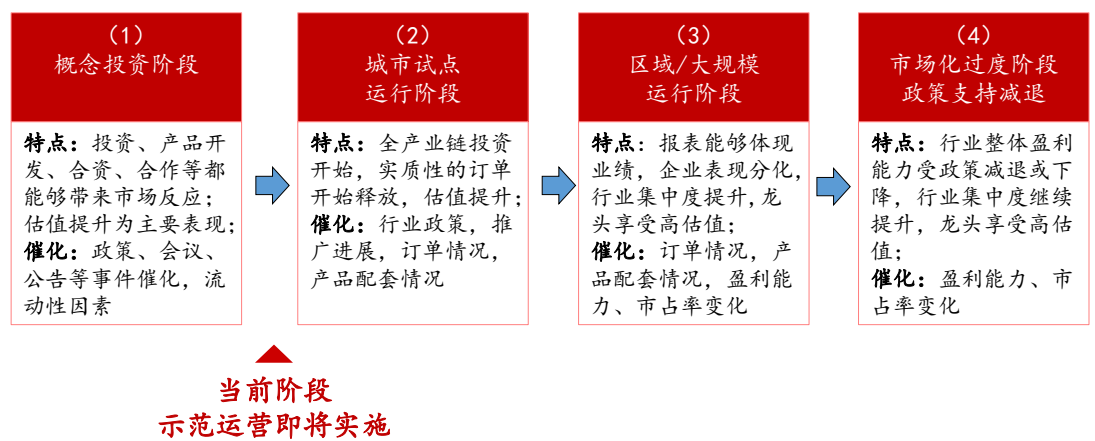 （1）
概念投资阶段
特点：投资、产品开
发、合资、合作等都
能够带来市场反应；
估值提升为主要表现；
催化：政策、会议、
公告等事件催化，流
动性因素
（2）
城市试点
运行阶段
特点：全产业链投资
开始，实质性的订单
开始释放，估值提升；
催化：行业政策，推
广进展，订单情况，
产品配套情况
（3）
区域/大规模
运行阶段
特点：报表能够体现
业绩，企业表现分化，
行业集中度提升,龙
头享受高估值；
催化：订单情况，产
品配套情况，盈利能
力、市占率变化
（4）
市场化过度阶段
政策支持减退
特点：行业整体盈利
能力受政策减退或下
降，行业集中度继续
提升，龙头享受高估
值；
催化：盈利能力、市
占率变化
当前阶段
示范运营即将实施